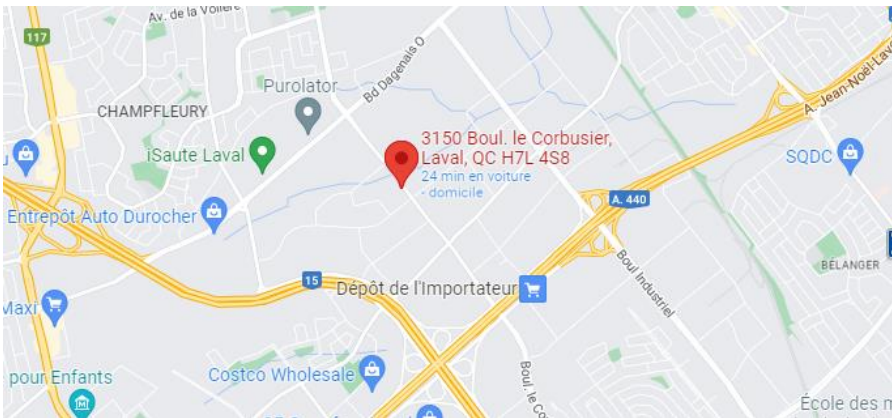 Av. de la Volière
117
Bd Dagenais O
Purolator
CHAMPFLEURY
A. Jean-Noël-Lav
3150 Boul. le Corbusier,
Laval, QC H7L 4S8
24 min en voiture
- domicile
iSaute Laval
SQDC
A. 440
Entrepôt Auto Durocher
BÉLANGER
15
Dépôt de l'Importateur
Boul Industriel
Maxi
pour Enfants
Costco Wholesale
Boul. le Co
École des m